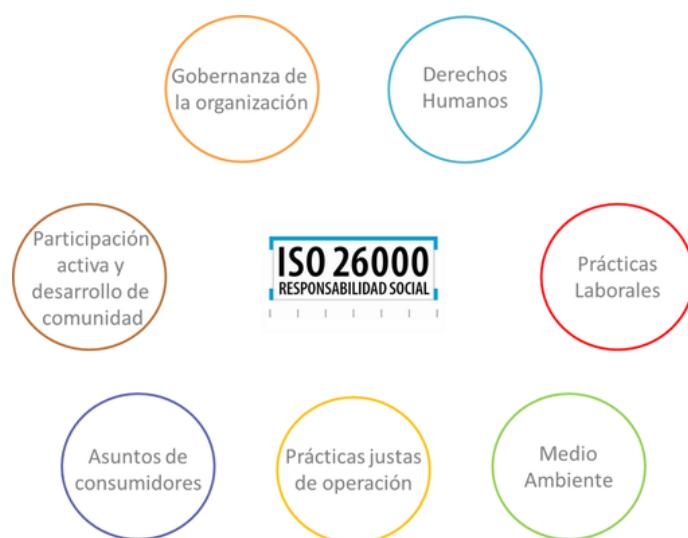 Gobernanza de
la organización
Derechos
Humanos
Participación
activa y
desarrollo de
comunidad
ISO 26000
RESPONSABILIDAD SOCIAL
Prácticas
Laborales
Asuntos de
consumidores
Prácticas justas
de operación
Medio
Ambiente